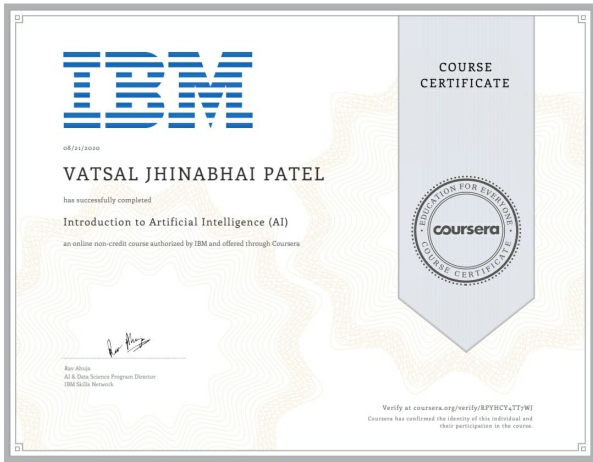 IBM
08/21/2020
VATSAL JHINABHAI PATEL
has successfully completed
Introduction to Artificial Intelligence (AI)
an online non-credit course authorized by IBM and offered through Coursera
Rav Ahuja
Rav Ahuja
AI & Data Science Program Director
IBM Skills Network
COURSE
CERTIFICATE
EDUCATION FOR EVERYONE
coursera
COURSE CERTIFICATE
Verify at coursera.org/verify/RPYHCY4TT7WJ
Coursera has confirmed the identity of this individual and
their participation in the course.